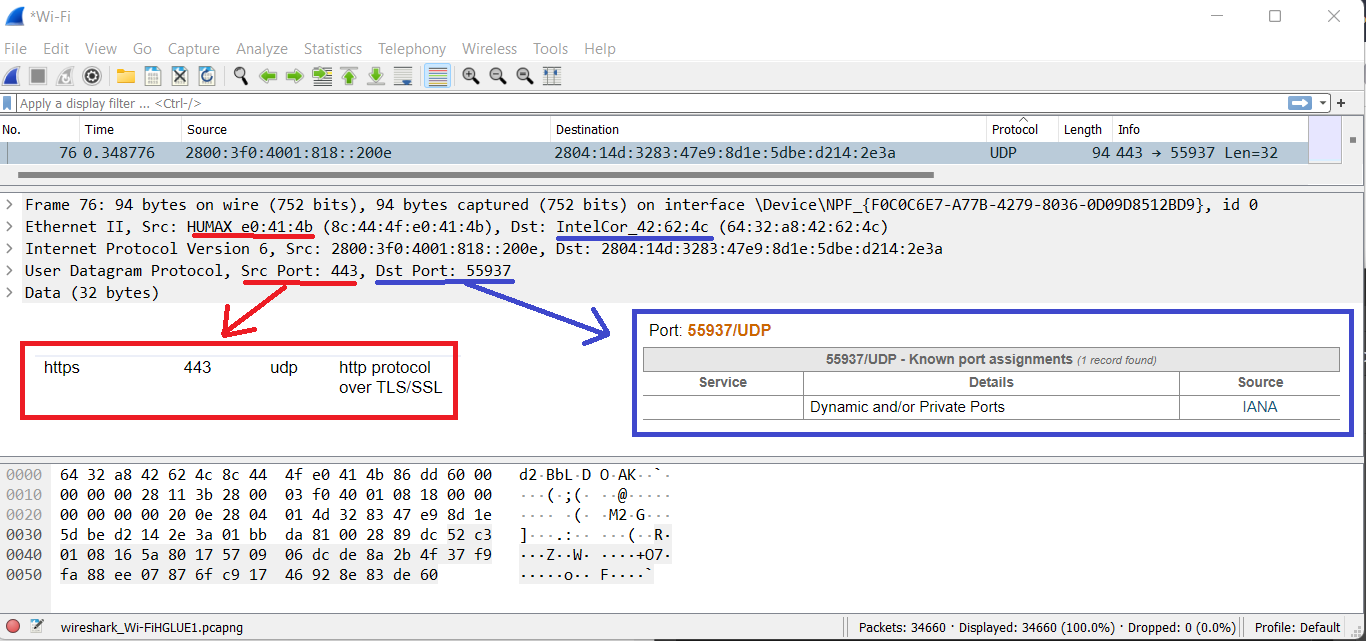 *Wi-Fi
File Edit View Go Capture Analyze Statistics Telephony Wireless Tools Help
Apply a display filter ... <Ctrl-/>
No. Time Source Destination Protocol Length Info
76 0.348776 2800:3f0:4001:818::200e 2804:14d:3283:47e9:8d1e:5dbe:d214:2e3a UDP 94 443 → 55937 Len=32
Frame 76: 94 bytes on wire (752 bits), 94 bytes captured (752 bits) on interface \Device\NPF_{F0C0C6E7-A77B-4279-8036-0D09D8512BD9}, id 0
Ethernet II, Src: HUMAX_e0:41:4b (8c:44:4f:e0:41:4b), Dst: IntelCor_42:62:4c (64:32:a8:42:62:4c)
Internet Protocol Version 6, Src: 2800:3f0:4001:818::200e, Dst: 2804:14d:3283:47e9:8d1e:5dbe:d214:2e3a
User Datagram Protocol, Src Port: 443, Dst Port: 55937
Data (32 bytes)
https 443 udp http protocol
over TLS/SSL
Port: 55937/UDP
55937/UDP - Known port assignments (1 record found)
Service Details Source
Dynamic and/or Private Ports IANA
0000 64 32 a8 42 62 4c 8c 44 4f e0 41 4b 86 dd 60 00 d2·BbL·D O·AK··`·
0010 00 00 00 28 11 3b 28 00 03 f0 40 01 08 18 00 00 ···(·;(· ··@·····
0020 00 00 00 00 20 0e 28 04 01 4d 32 83 47 e9 8d 1e ···· ·(· ·M2·G···
0030 5d be d2 14 2e 3a 01 bb da 81 00 28 89 dc 52 c3 ]···.:·· ···(··R·
0040 01 08 16 5a 80 17 57 09 06 dc de 8a 2b 4f 37 f9 ···Z··W· ····+O7·
0050 fa 88 ee 07 87 6f c9 17 46 92 8e 83 de 60 ·····o·· F····`
wireshark_Wi-FiHGLUE1.pcapng Packets: 34660 · Displayed: 34660 (100.0%) · Dropped: 0 (0.0%) Profile: Default